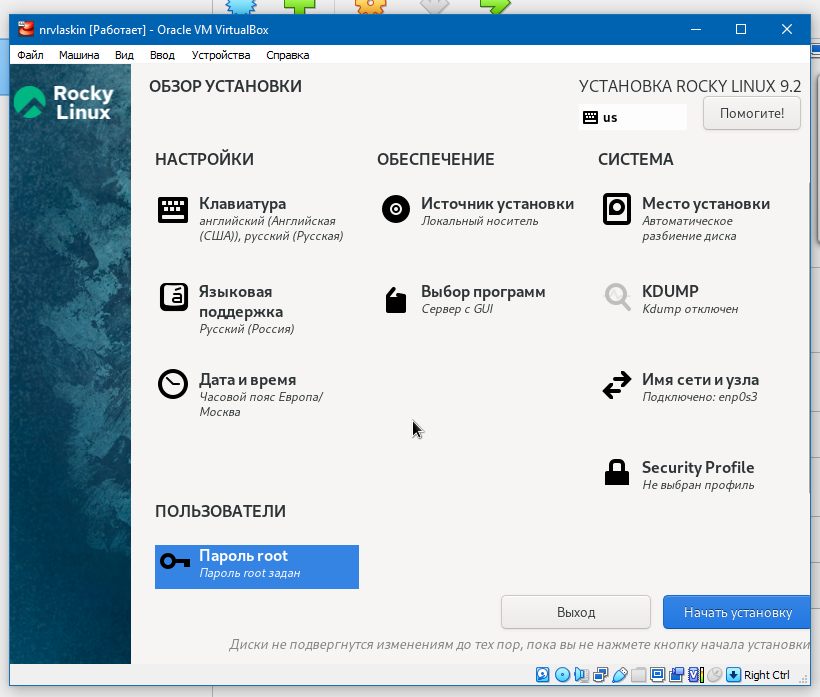 nrvlaskin [Работает] - Oracle VM VirtualBox
Файл Машина Вид Ввод Устройства Справка
Rocky
Linux
ОБЗОР УСТАНОВКИ
УСТАНОВКА ROCKY LINUX 9.2
us
Помогите!
НАСТРОЙКИ
Клавиатура
английский (Английская
(США)), русский (Русская)
Языковая
поддержка
Русский (Россия)
Дата и время
Часовой пояс Европа/
Москва
ОБЕСПЕЧЕНИЕ
Источник установки
Локальный носитель
Выбор программ
Сервер с GUI
СИСТЕМА
Место установки
Автоматическое
разбиение диска
KDUMP
Kdump отключен
Имя сети и узла
Подключено: enp0s3
Security Profile
Не выбран профиль
ПОЛЬЗОВАТЕЛИ
Пароль root
Пароль root задан
Выход
Начать установку
Диски не подвергнутся изменениям до тех пор, пока вы не нажмете кнопку начала установки
Right Ctrl